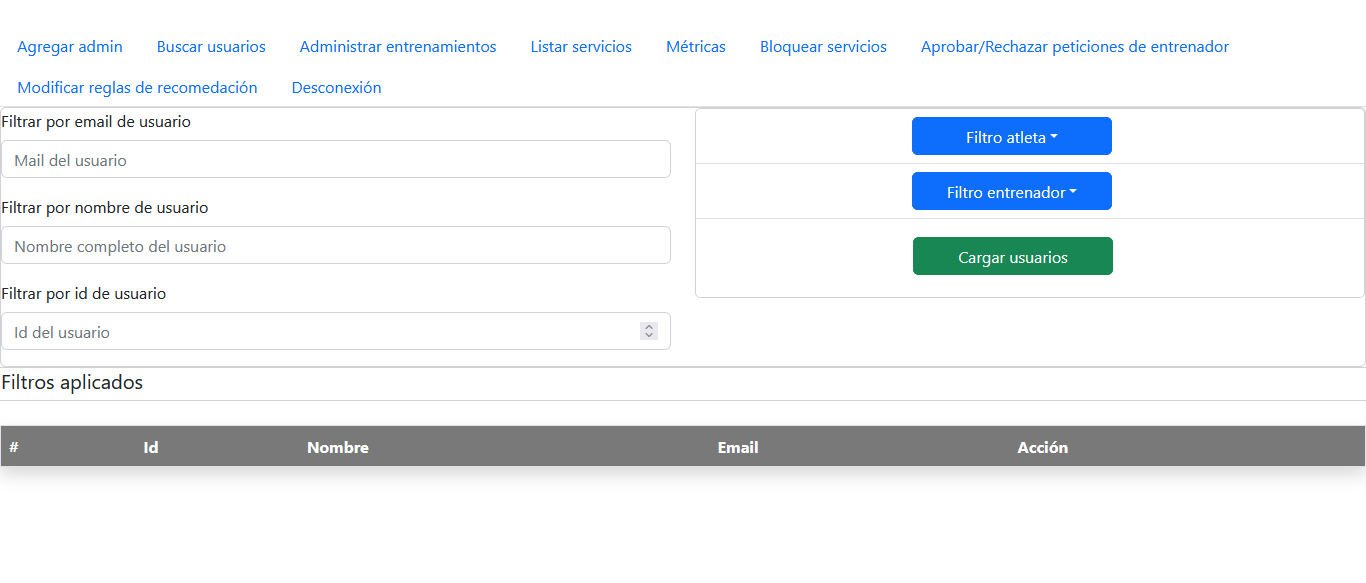 Agregar admin Buscar usuarios Administrar entrenamientos Listar servicios Métricas Bloquear servicios Aprobar/Rechazar peticiones de entrenador
Modificar reglas de recomedación Desconexión
Filtrar por email de usuario
Mail del usuario
Filtrar por nombre de usuario
Nombre completo del usuario
Filtrar por id de usuario
Id del usuario
Filtro atleta
Filtro entrenador
Cargar usuarios
Filtros aplicados
# Id Nombre Email Acción